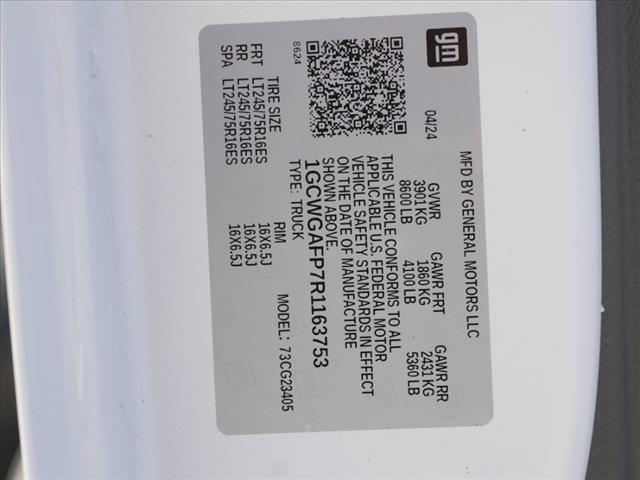 gm
04/24
MFD BY GENERAL MOTORS LLC
GVWR GAWR FRT GAWR RR
3901 KG 1860 KG 2431 KG
8600 LB 4100 LB 5360 LB
THIS VEHICLE CONFORMS TO ALL
APPLICABLE U.S. FEDERAL MOTOR
VEHICLE SAFETY STANDARDS IN EFFECT
ON THE DATE OF MANUFACTURE
SHOWN ABOVE.
1GCWGAFP7R1163753
TYPE: TRUCK MODEL: 73CG23405
8624
TIRE SIZE RIM
FRT LT245/75R16ES 16X6.5J
RR LT245/75R16ES 16X6.5J
SPA LT245/75R16ES 16X6.5J